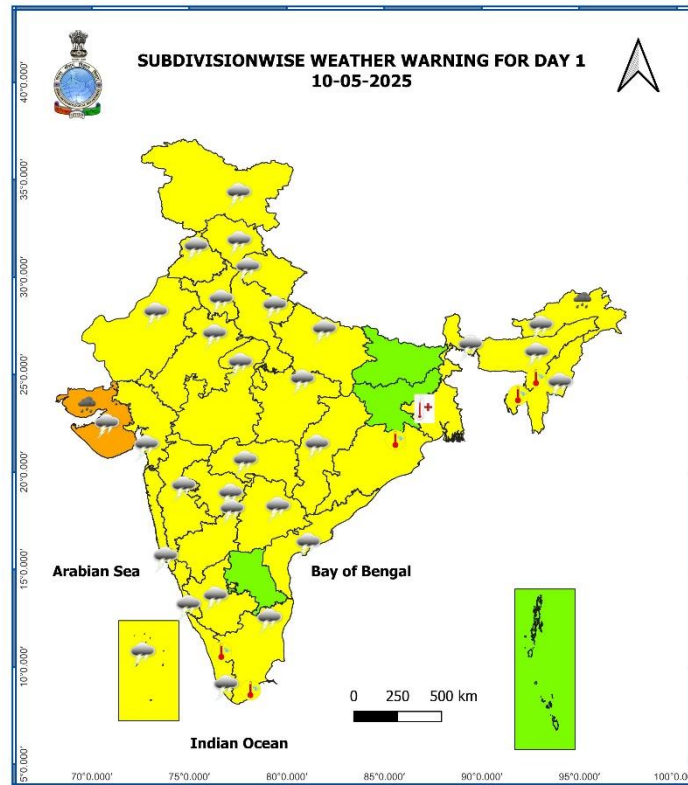 SUBDIVISIONWISE WEATHER WARNING FOR DAY 1
10-05-2025
40°0.000'
35°0.000'
30°0.000'
25°0.000'
20°0.000'
15°0.000'
10°0.000'
5°0.000'
Arabian Sea
Bay of Bengal
0 250 500 km
Indian Ocean
70°0.000' 75°0.000' 80°0.000' 85°0.000' 90°0.000' 95°0.000' 100°0.000'